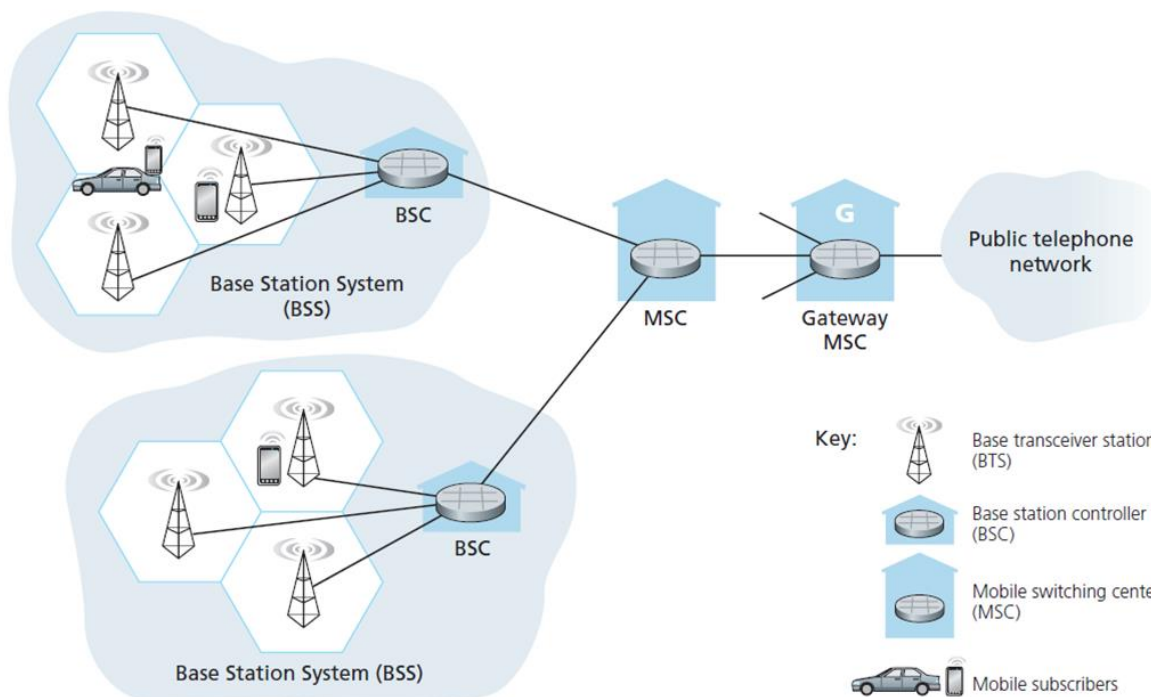 BSC
Base Station System
(BSS)
G
MSC
Gateway
MSC
Public telephone
network
BSC
Base Station System (BSS)
Key:
Base transceiver station
(BTS)
Base station controller
(BSC)
Mobile switching cente
(MSC)
Mobile subscribers